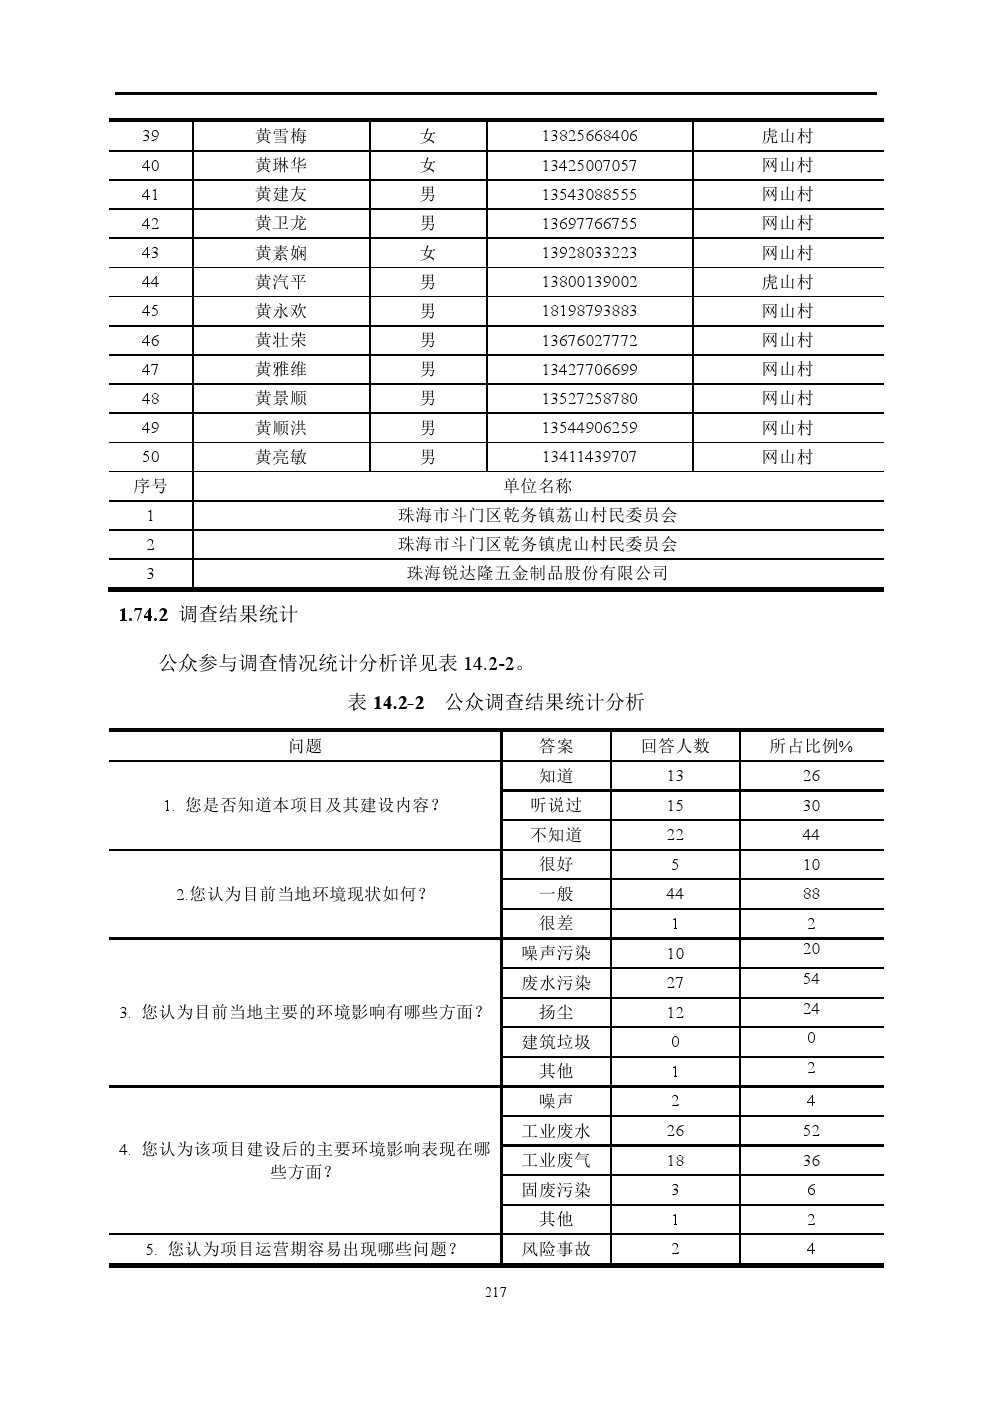 39 黄雪梅 女 13825668406 虎山村
40 黄琳华 女 13425007057 网山村
41 黄建友 男 13543088555 网山村
42 黄卫龙 男 13697766755 网山村
43 黄素娴 女 13928033223 网山村
44 黄汽平 男 13800139002 虎山村
45 黄永欢 男 18198793883 网山村
46 黄壮荣 男 13676027772 网山村
47 黄雅维 男 13427706699 网山村
48 黄景顺 男 13527258780 网山村
49 黄顺洪 男 13544906259 网山村
50 黄亮敏 男 13411439707 网山村
序号 单位名称
1 珠海市斗门区乾务镇荔山村民委员会
2 珠海市斗门区乾务镇虎山村民委员会
3 珠海锐达隆五金制品股份有限公司
1.74.2 调查结果统计
公众参与调查情况统计分析详见表 14.2-2。
表 14.2-2 公众调查结果统计分析
问题 答案 回答人数 所占比例%
1. 您是否知道本项目及其建设内容？
知道 13 26
听说过 15 30
不知道 22 44
2.您认为目前当地环境现状如何？
很好 5 10
一般 44 88
很差 1 2
3. 您认为目前当地主要的环境影响有哪些方面？
噪声污染 10 20
废水污染 27 54
扬尘 12 24
建筑垃圾 0 0
其他 1 2
4. 您认为该项目建设后的主要环境影响表现在哪
些方面？
噪声 2 4
工业废水 26 52
工业废气 18 36
固废污染 3 6
其他 1 2
5. 您认为项目运营期容易出现哪些问题？ 风险事故 2 4
217